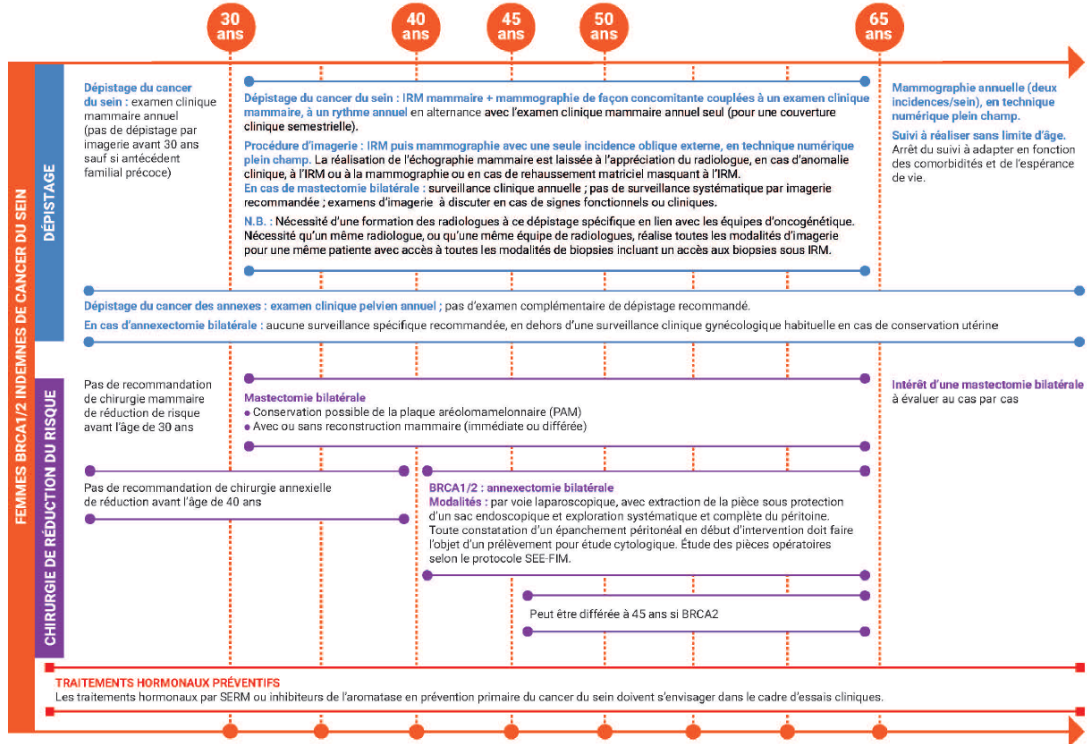 30
ans
40
ans
45
ans
50
ans
65
ans
FEMMES BRCA1/2 INDEMNES DE CANCER DU SEIN
DÉPISTAGE
Dépistage du cancer
du sein : examen clinique
mammaire annuel
(pas de dépistage par
imagerie avant 30 ans
sauf si antécédent
familial précoce)
Dépistage du cancer du sein : IRM mammaire + mammographie de façon concomitante couplées à un examen clinique
mammaire, à un rythme annuel en alternance avec l'examen clinique mammaire annuel seul (pour une couverture
clinique semestrielle).
Procédure d'imagerie : IRM puis mammographie avec une seule incidence oblique externe, en technique numérique
plein champ. La réalisation de l'échographie mammaire est laissée à l'appréciation du radiologue, en cas d'anomalie
clinique, à l'IRM ou à la mammographie ou en cas de rehaussement matriciel masquant à l'IRM.
En cas de mastectomie bilatérale : surveillance clinique annuelle ; pas de surveillance systématique par imagerie
recommandée ; examens d'imagerie à discuter en cas de signes fonctionnels ou cliniques.
N.B. : Nécessité d'une formation des radiologues à ce dépistage spécifique en lien avec les équipes d'oncogénétique.
Nécessité qu'un même radiologue, ou qu'une même équipe de radiologues, réalise toutes les modalités d'imagerie
pour une même patiente avec accès à toutes les modalités de biopsies incluant un accès aux biopsies sous IRM.
Mammographie annuelle (deux
incidences/sein), en technique
numérique plein champ.
Suivi à réaliser sans limite d'âge.
Arrêt du suivi à adapter en fonction
des comorbidités et de l'espérance
de vie.
Dépistage du cancer des annexes : examen clinique pelvien annuel ; pas d'examen complémentaire de dépistage recommandé.
En cas d'annexectomie bilatérale : aucune surveillance spécifique recommandée, en dehors d'une surveillance clinique gynécologique habituelle en cas de conservation utérine
CHIRURGIE DE RÉDUCTION DU RISQUE
Pas de recommandation
de chirurgie mammaire
de réduction de risque
avant l'âge de 30 ans
Mastectomie bilatérale
● Conservation possible de la plaque aréolomamelonnaire (PAM)
● Avec ou sans reconstruction mammaire (immédiate ou différée)
Intérêt d'une mastectomie bilatérale
à évaluer au cas par cas
Pas de recommandation de chirurgie annexielle
de réduction avant l'âge de 40 ans
BRCA1/2 : annexectomie bilatérale
Modalités : par voie laparoscopique, avec extraction de la pièce sous protection
d'un sac endoscopique et exploration systématique et complète du péritoine.
Toute constatation d'un épanchement péritonéal en début d'intervention doit faire
l'objet d'un prélèvement pour étude cytologique. Étude des pièces opératoires
selon le protocole SEE-FIM.
Peut être différée à 45 ans si BRCA2
TRAITEMENTS HORMONAUX PRÉVENTIFS
Les traitements hormonaux par SERM ou inhibiteurs de l'aromatase en prévention primaire du cancer du sein doivent s'envisager dans le cadre d'essais cliniques.